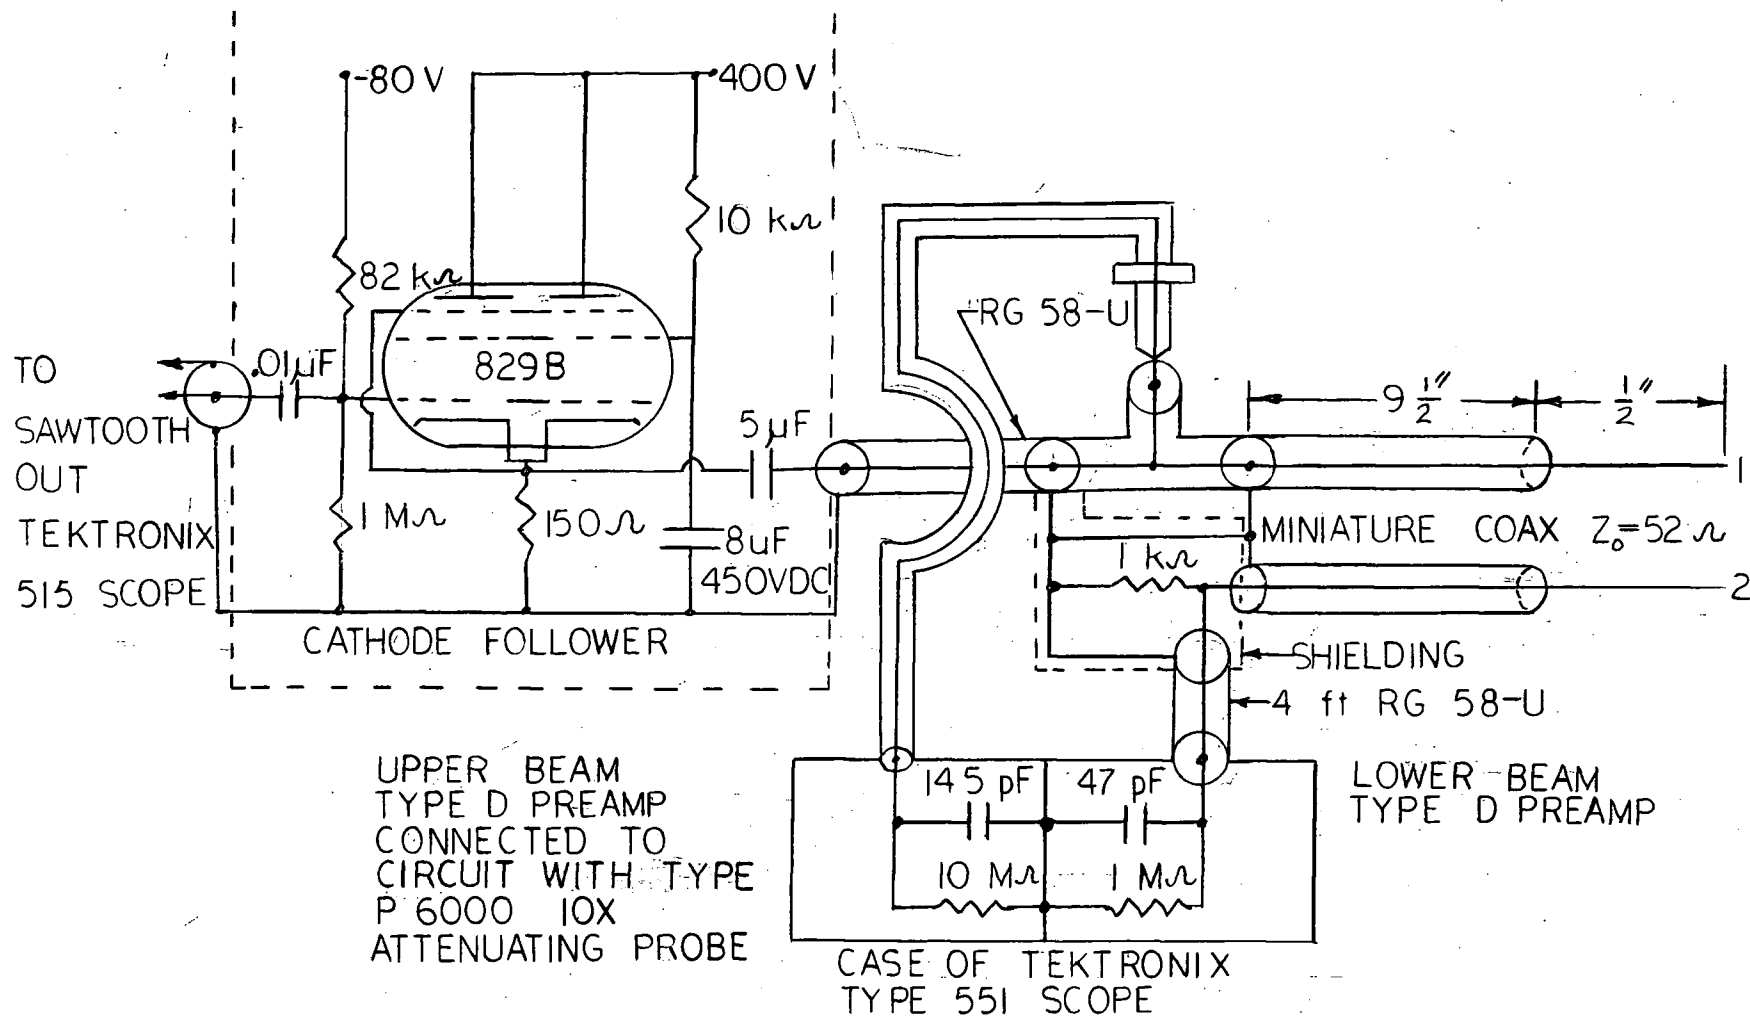 -80 V
400 V
10 kΩ
82 kΩ
RG 58-U
TO
SAWTOOTH
OUT
TEKTRONIX
515 SCOPE
.01 µF
829B
9 1/2"
1/2"
5 µF
1
1 MΩ
150Ω
8uF
450VDC
MINIATURE COAX Z₀=52 Ω
1 kΩ
2
CATHODE FOLLOWER
SHIELDING
4 ft RG 58-U
UPPER BEAM
TYPE D PREAMP
CONNECTED TO
CIRCUIT WITH TYPE
P 6000 10X
ATTENUATING PROBE
14 5 pF
47 pF
10 MΩ
1 MΩ
LOWER BEAM
TYPE D PREAMP
CASE OF TEKTRONIX
TYPE 551 SCOPE